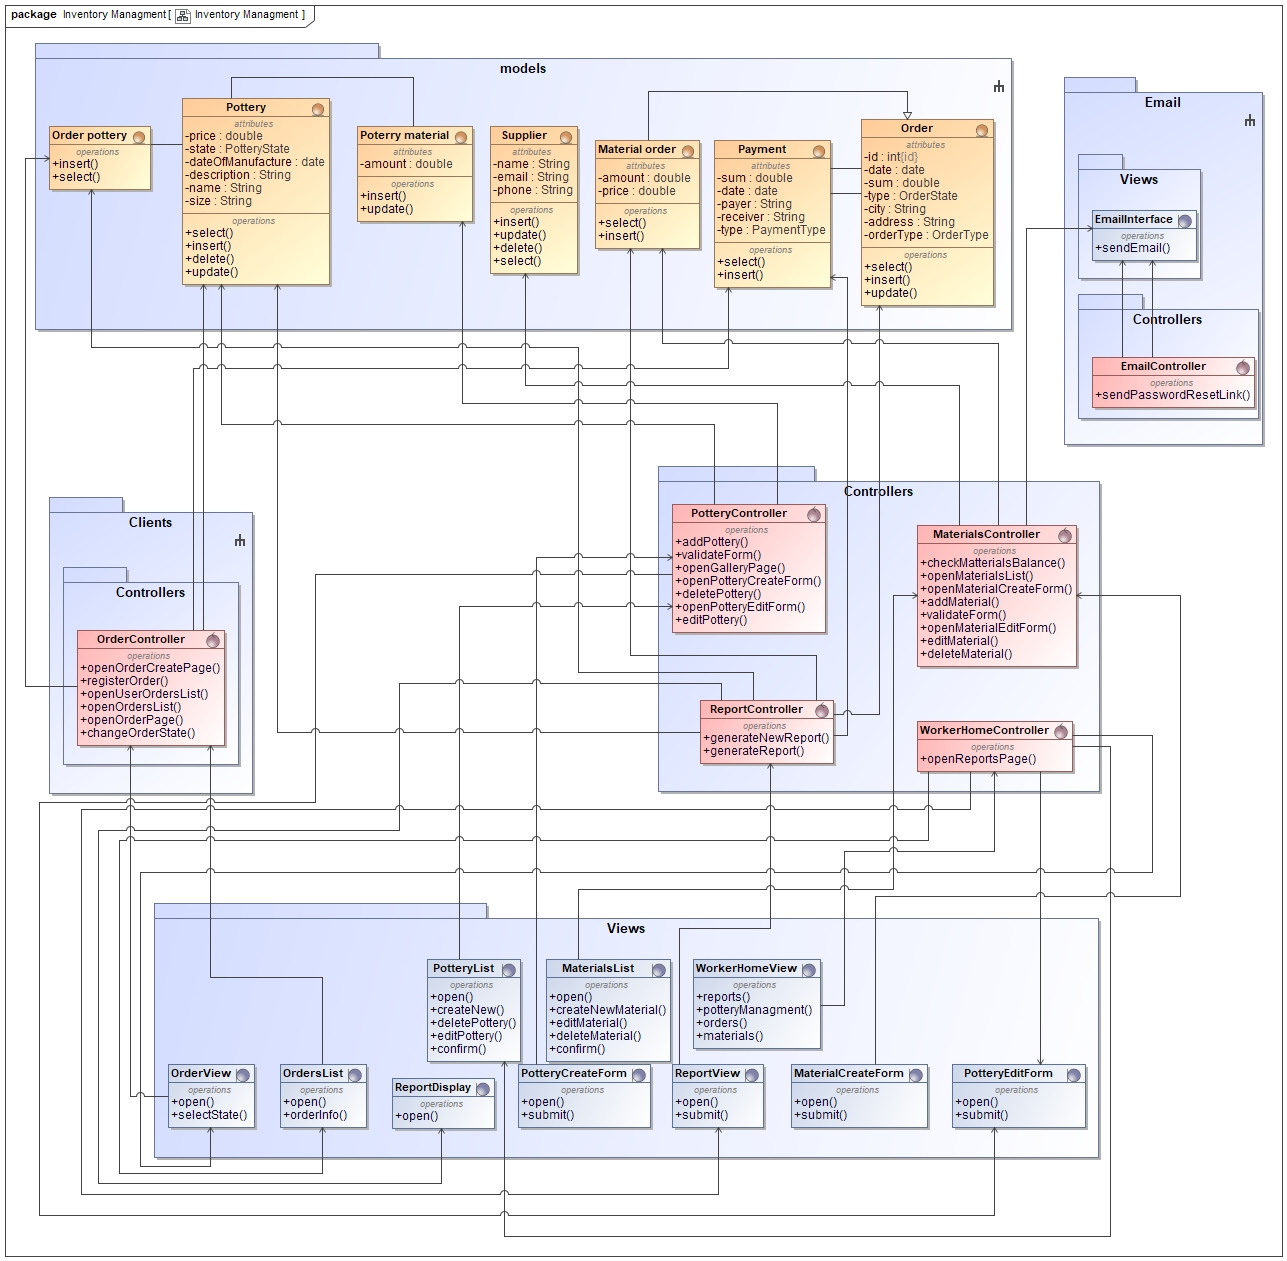 package Inventory Managment [ Inventory Managment ]
models
Pottery
attributes
-price : double
-state : PotteryState
-dateOfManufacture : date
-description : String
-name : String
-size : String
operations
+select()
+insert()
+delete()
+update()
Order pottery
operations
+insert()
+select()
Poterry material
attributes
-amount : double
operations
+insert()
+update()
Supplier
attributes
-name : String
-email : String
-phone : String
operations
+insert()
+update()
+delete()
+select()
Material order
attributes
-amount : double
-price : double
operations
+select()
+insert()
Payment
attributes
-sum : double
-date : date
-payer : String
-receiver : String
-type : PaymentType
operations
+select()
+insert()
Order
attributes
-id : int{id}
-date : date
-sum : double
-type : OrderState
-city : String
-address : String
-orderType : OrderType
operations
+select()
+insert()
+update()
Email
Views
EmailInterface
operations
+sendEmail()
Controllers
EmailController
operations
+sendPasswordResetLink()
Clients
Controllers
OrderController
operations
+openOrderCreatePage()
+registerOrder()
+openUserOrdersList()
+openOrdersList()
+openOrderPage()
+changeOrderState()
Controllers
PotteryController
operations
+addPottery()
+validateForm()
+openGalleryPage()
+openPotteryCreateForm()
+deletePottery()
+openPotteryEditForm()
+editPottery()
MaterialsController
operations
+checkMatterialsBalance()
+openMaterialsList()
+openMaterialCreateForm()
+addMaterial()
+validateForm()
+openMaterialEditForm()
+editMaterial()
+deleteMaterial()
ReportController
operations
+generateNewReport()
+generateReport()
WorkerHomeController
operations
+openReportsPage()
Views
PotteryList
operations
+open()
+createNew()
+deletePottery()
+editPottery()
+confirm()
MaterialsList
operations
+open()
+createNewMaterial()
+editMaterial()
+deleteMaterial()
+confirm()
WorkerHomeView
operations
+reports()
+potteryManagment()
+orders()
+materials()
OrderView
operations
+open()
+selectState()
OrdersList
operations
+open()
+orderInfo()
ReportDisplay
operations
+open()
PotteryCreateForm
operations
+open()
+submit()
ReportView
operations
+open()
+submit()
MaterialCreateForm
operations
+open()
+submit()
PotteryEditForm
operations
+open()
+submit()